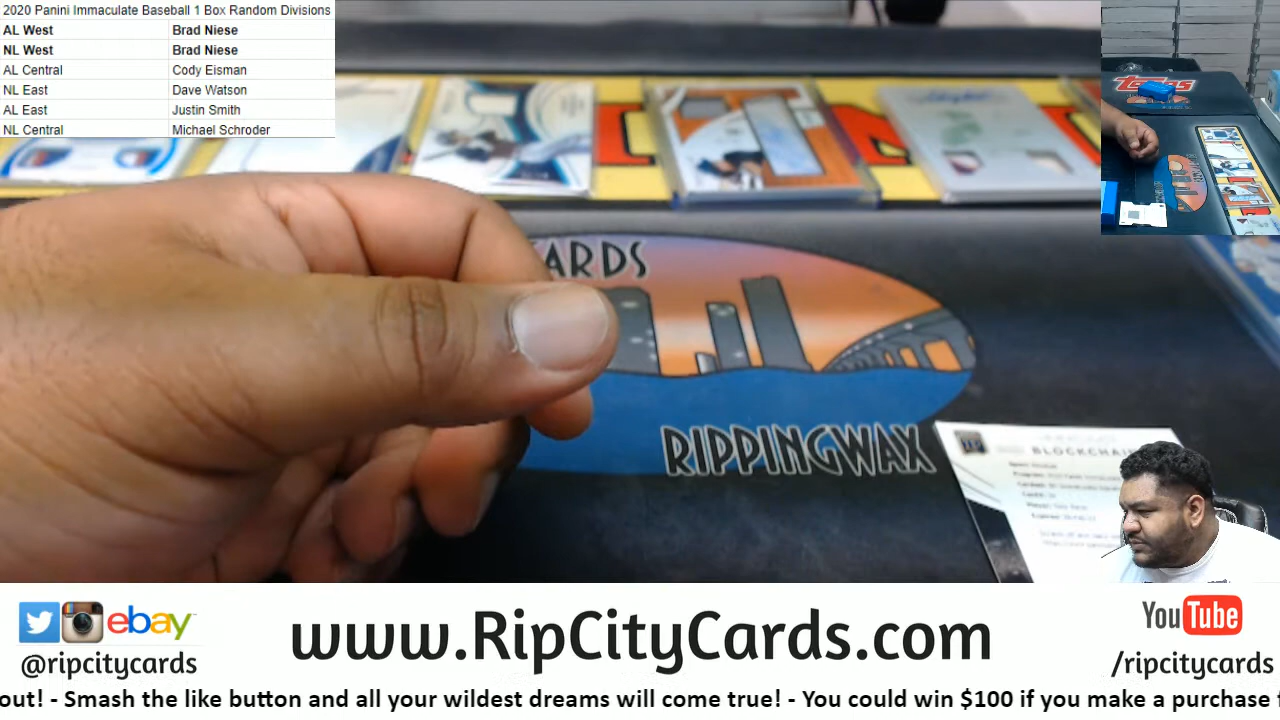 2020 Panini Immaculate Baseball 1 Box Random Divisions
AL West Brad Niese
NL West Brad Niese
AL Central Cody Eisman
NL East Dave Watson
AL East Justin Smith
NL Central Michael Schroder
Topps
CARDS
RIPPINGWAX
BLOCKCHAIN
ebay
@ripcitycards
www.RipCityCards.com
YouTube
/ripcitycards
out! - Smash the like button and all your wildest dreams will come true! - You could win $100 if you make a purchase